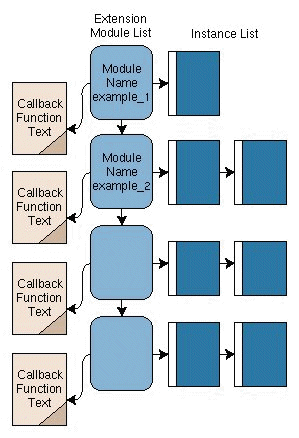 Extension
Module List
Instance List
Module
Name
example_1
Callback
Function
Text
Module
Name
example_2
Callback
Function
Text
Callback
Function
Text
Callback
Function
Text